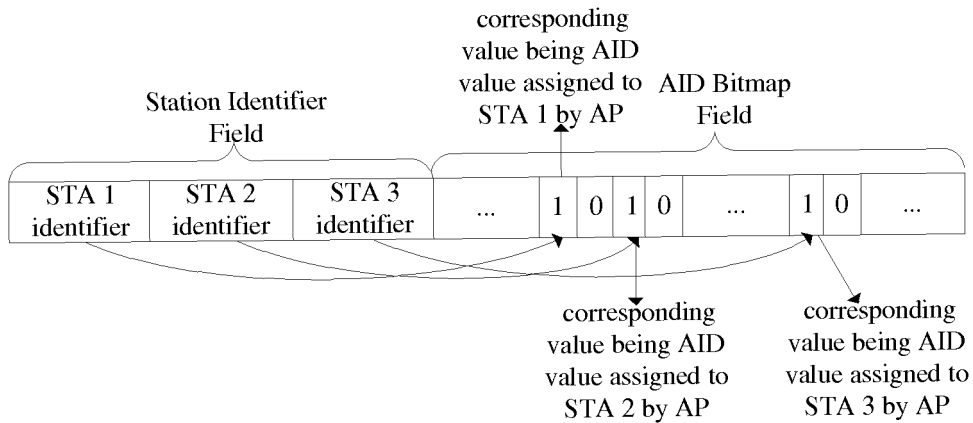 corresponding
value being AID
value assigned to
STA 1 by AP
Station Identifier
Field
AID Bitmap
Field
STA 1
identifier
STA 2
identifier
STA 3
identifier
... 1 0 1 0 ... 1 0 ...
corresponding
value being AID
value assigned to
STA 2 by AP
corresponding
value being AID
value assigned to
STA 3 by AP